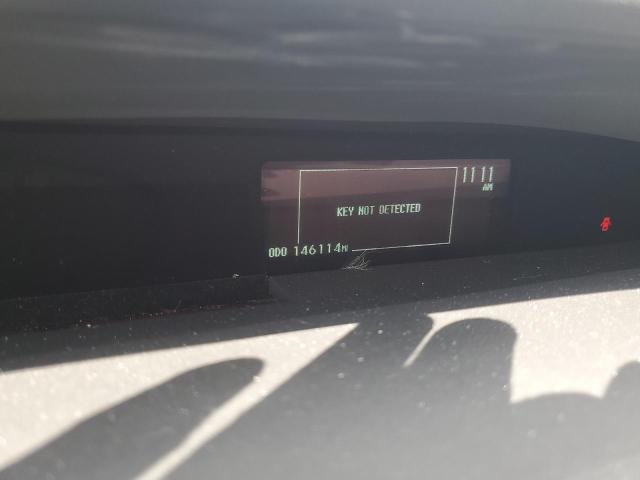 11 11
AM
KEY NOT DETECTED
ODO 146114MI